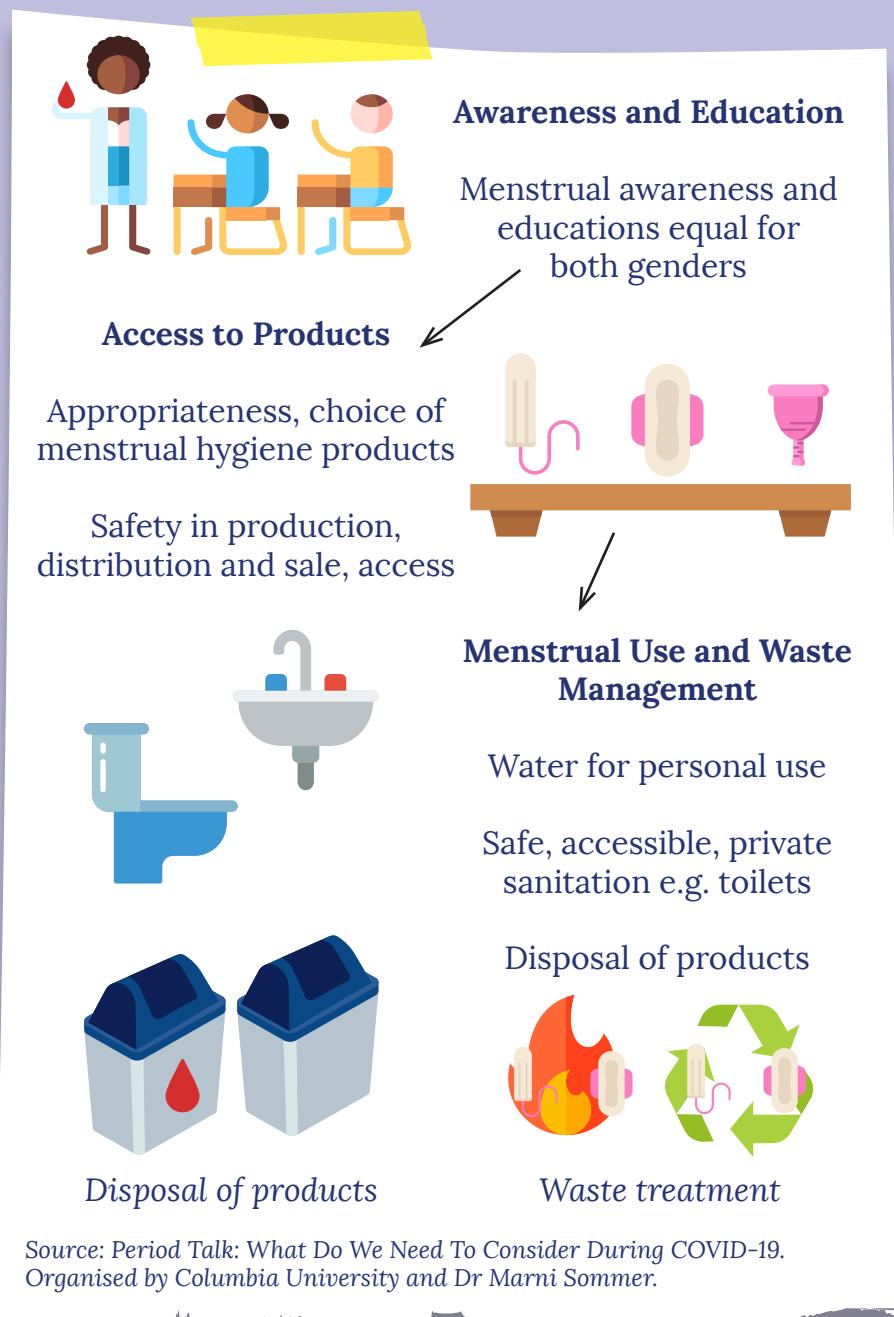 Awareness and Education
Menstrual awareness and
educations equal for
both genders
Access to Products
Appropriateness, choice of
menstrual hygiene products
Safety in production,
distribution and sale, access
Menstrual Use and Waste
Management
Water for personal use
Safe, accessible, private
sanitation e.g. toilets
Disposal of products
Disposal of products
Waste treatment
Source: Period Talk: What Do We Need To Consider During COVID-19.
Organised by Columbia University and Dr Marni Sommer.